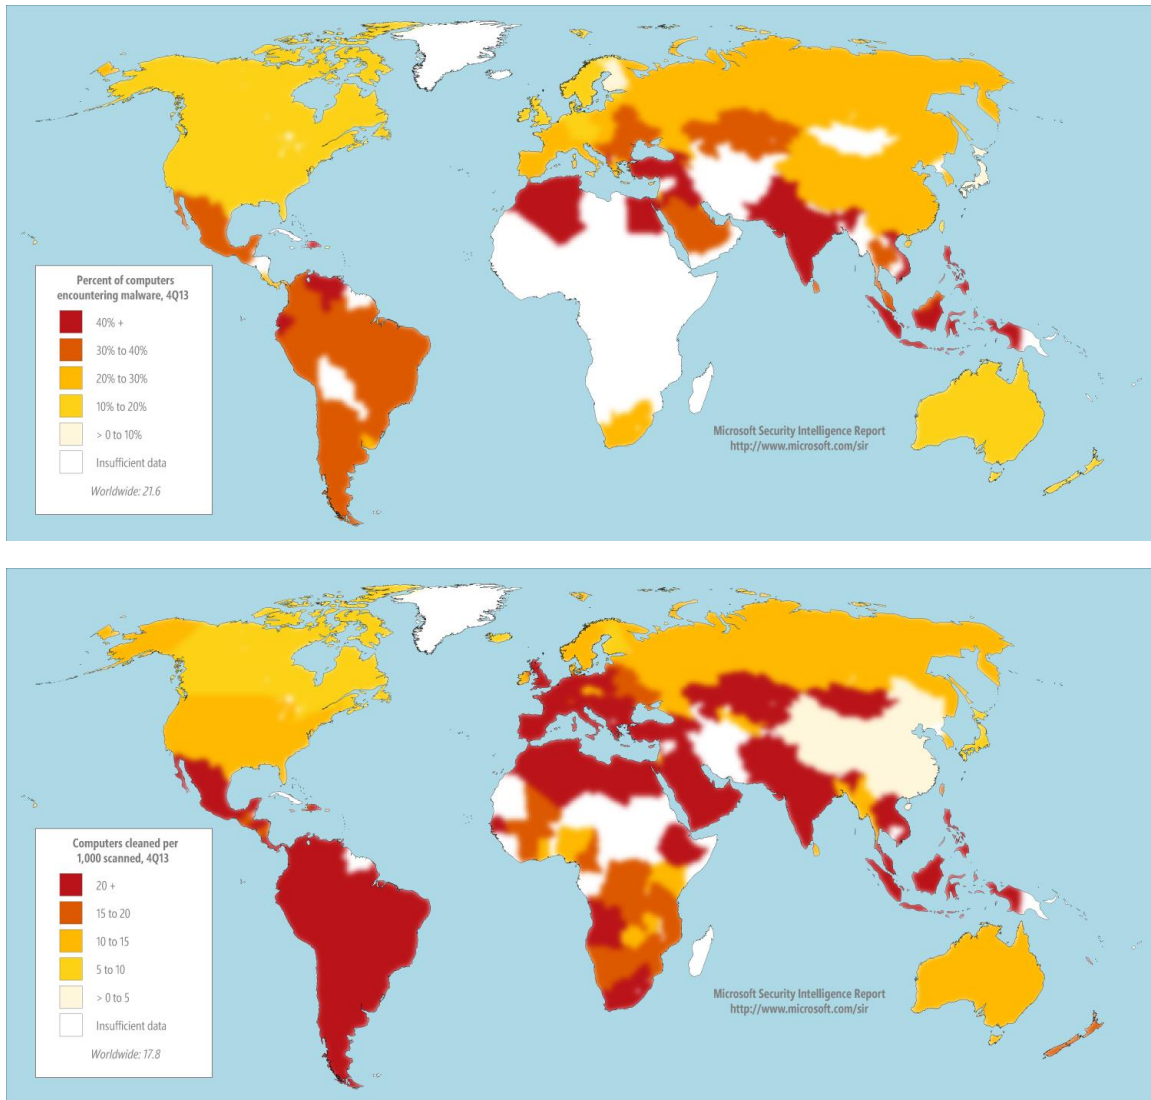 Percent of computers
encountering malware, 4Q13
40% +
30% to 40%
20% to 30%
10% to 20%
> 0 to 10%
Insufficient data
Worldwide: 21.6
Microsoft Security Intelligence Report
http://www.microsoft.com/sir
Computers cleaned per
1,000 scanned, 4Q13
20 +
15 to 20
10 to 15
5 to 10
> 0 to 5
Insufficient data
Worldwide: 17.8
Microsoft Security Intelligence Report
http://www.microsoft.com/sir